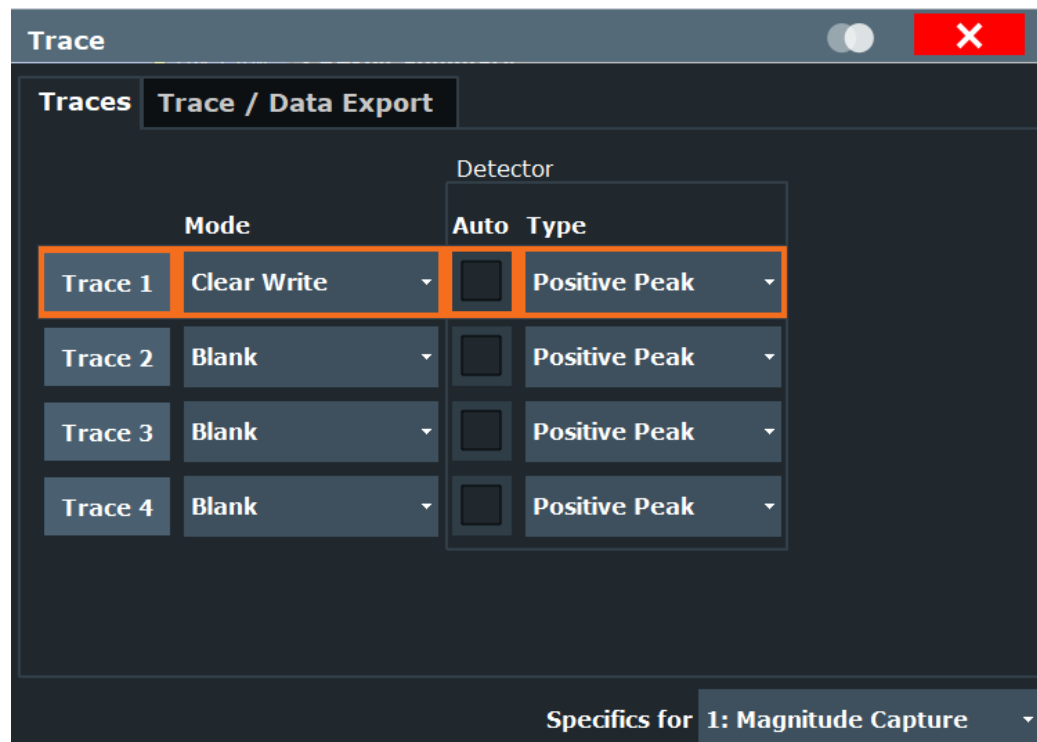 Trace
Traces Trace / Data Export
Detector
Mode Auto Type
Trace 1 Clear Write Positive Peak
Trace 2 Blank Positive Peak
Trace 3 Blank Positive Peak
Trace 4 Blank Positive Peak
Specifics for 1: Magnitude Capture